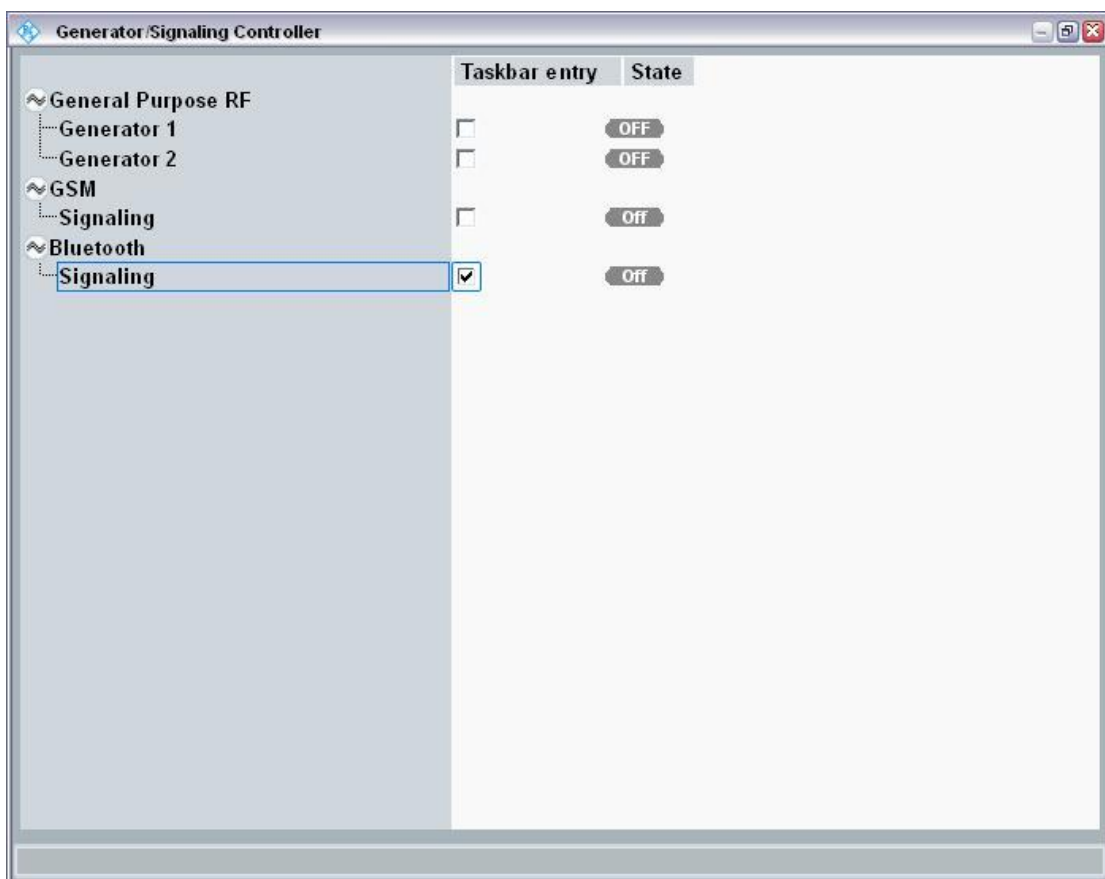 Generator/Signaling Controller
Taskbar entry State
General Purpose RF
Generator 1 OFF
Generator 2 OFF
GSM
Signaling Off
Bluetooth
Signaling Off